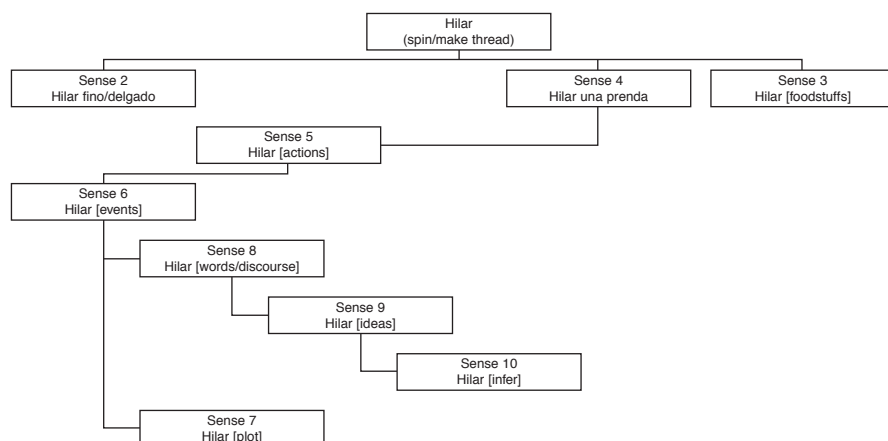 Hilar
(spin/make thread)
Sense 2
Hilar fino/delgado
Sense 4
Hilar una prenda
Sense 3
Hilar [foodstuffs]
Sense 5
Hilar [actions]
Sense 6
Hilar [events]
Sense 8
Hilar [words/discourse]
Sense 9
Hilar [ideas]
Sense 10
Hilar [infer]
Sense 7
Hilar [plot]